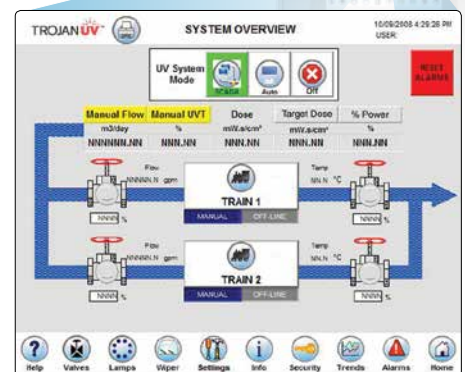 TROJAN UV
SYSTEM OVERVIEW
10/09/2008 4:29:28 PM
USER:
UV System
Mode
SCADA
Auto
Off
RESET
ALARMS
Manual Flow Manual UVT Dose Target Dose % Power
m3/day % mW.s/cm² mW.s/cm² %
NNNNNN.NN NNN.NN NNN.NN NNN.NN NNN.NN
Flow
NNNNN.N gpm
Temp
NN.N °C
TRAIN 1
MANUAL OFF-LINE
NNNN %
NNNN %
Flow
NNNNN.N gpm
Temp
NN.N °C
TRAIN 2
MANUAL OFF-LINE
NNNN %
NNNN %
Help Valves Lamps Wiper Settings Info Security Trends Alarms Home